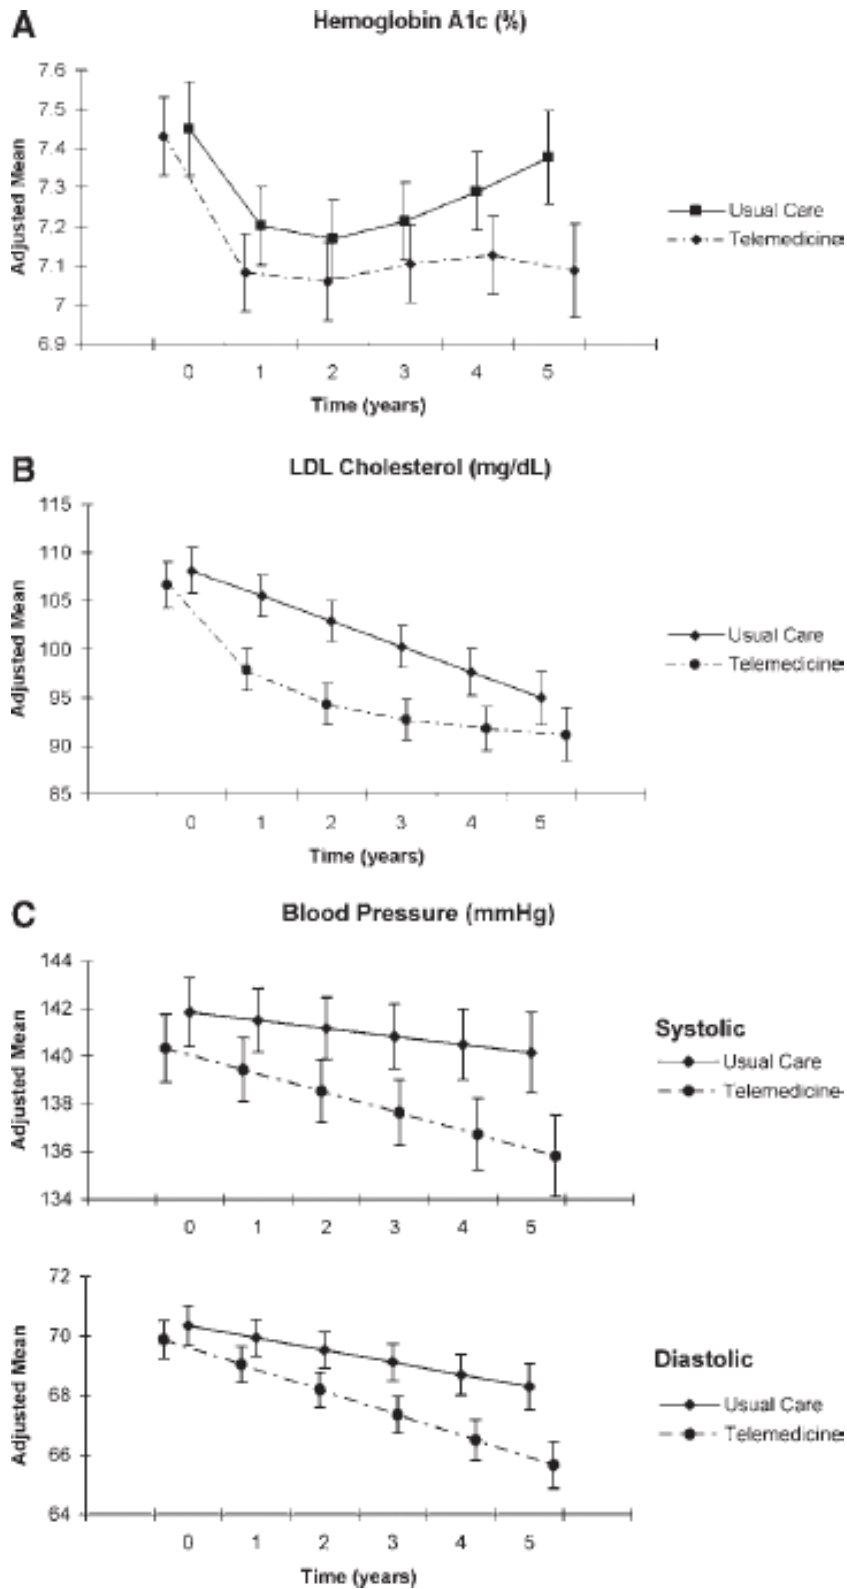 A
Hemoglobin A1c (%)
7.6
7.5
7.4
7.3
7.2
7.1
7
6.9
Adjusted Mean
0 1 2 3 4 5
Time (years)
Usual Care
Telemedicine
B
LDL Cholesterol (mg/dL)
115
110
105
100
95
90
85
Adjusted Mean
0 1 2 3 4 5
Time (years)
Usual Care
Telemedicine
C
Blood Pressure (mmHg)
144
142
140
138
136
134
Adjusted Mean
0 1 2 3 4 5
Systolic
Usual Care
Telemedicine
72
70
68
66
64
Adjusted Mean
0 1 2 3 4 5
Time (years)
Diastolic
Usual Care
Telemedicine